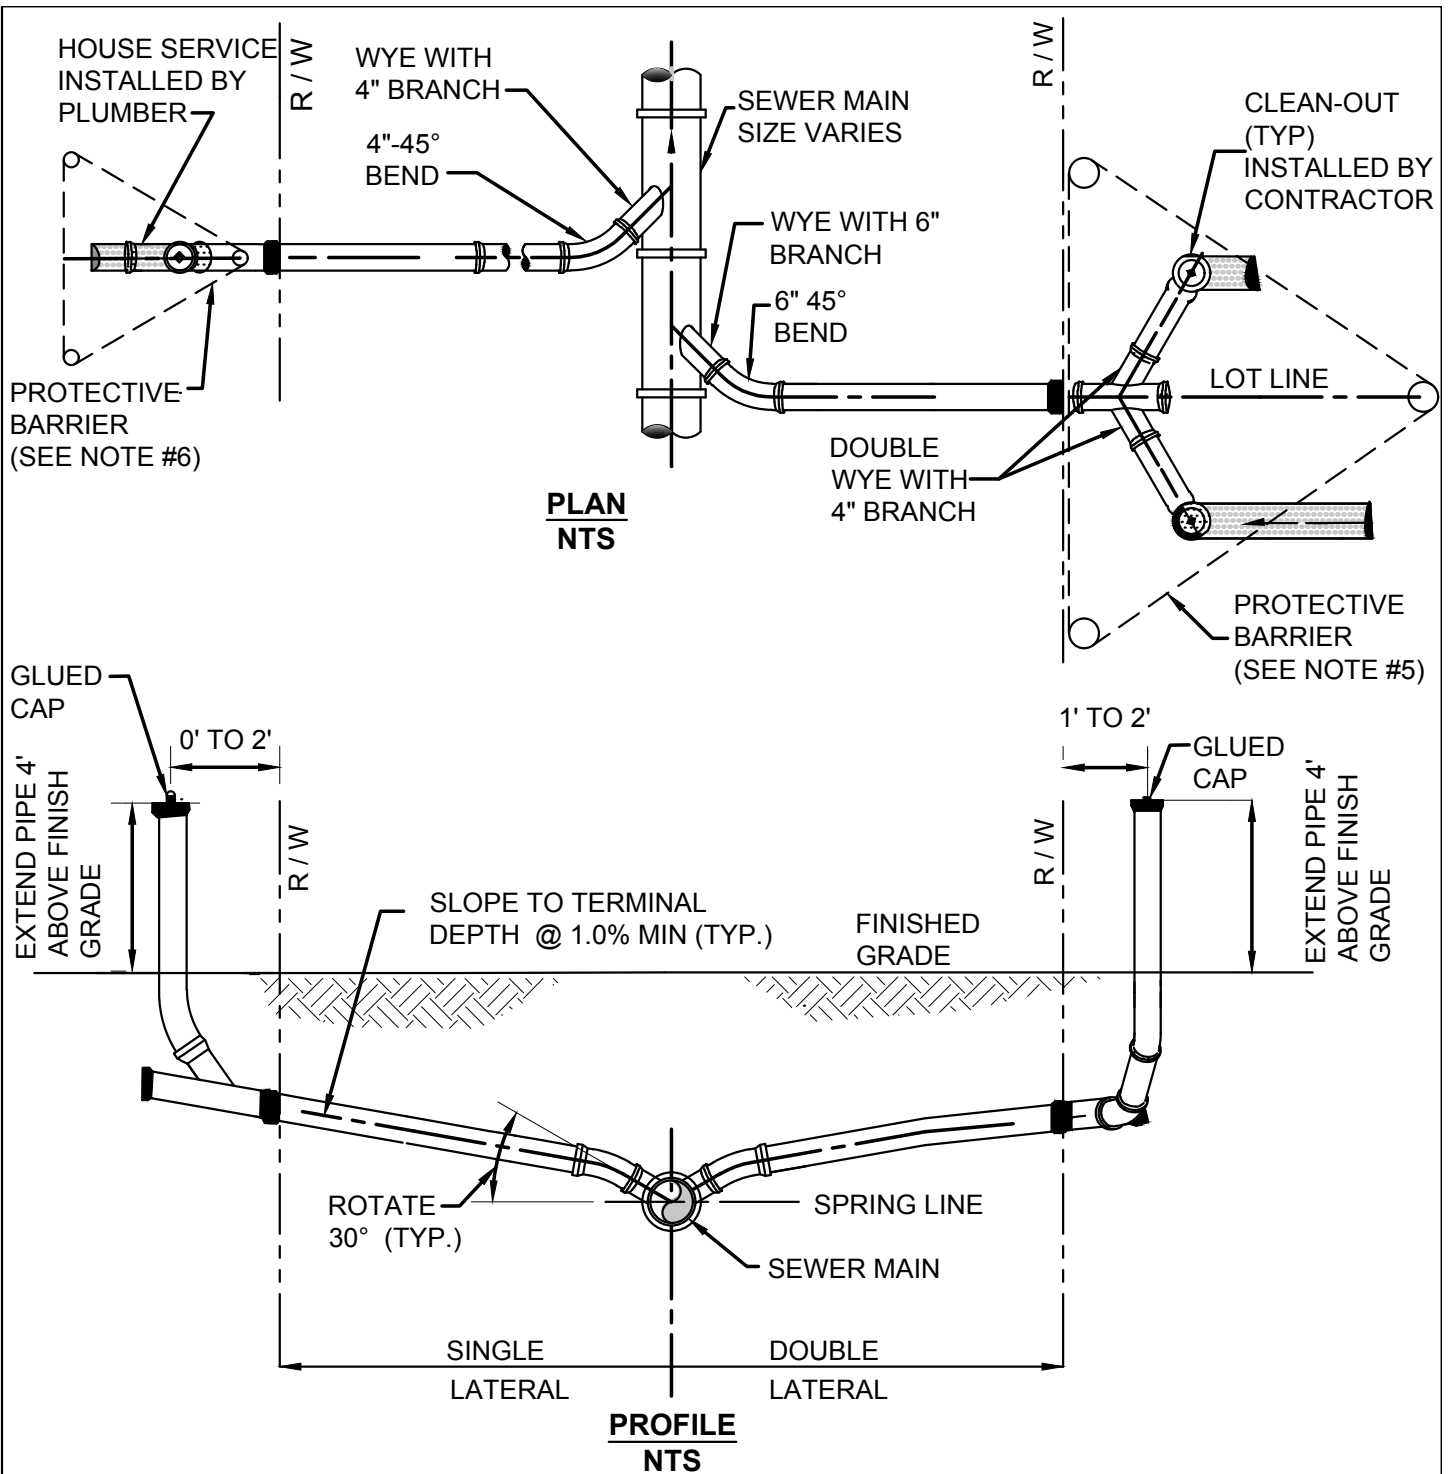 HOUSE SERVICE
INSTALLED BY
PLUMBER
R / W
WYE WITH
4" BRANCH
4"-45°
BEND
SEWER MAIN
SIZE VARIES
WYE WITH 6"
BRANCH
6" 45°
BEND
R / W
CLEAN-OUT
(TYP)
INSTALLED BY
CONTRACTOR
LOT LINE
PROTECTIVE
BARRIER
(SEE NOTE #6)
DOUBLE
WYE WITH
4" BRANCH
PLAN
NTS
PROTECTIVE
BARRIER
(SEE NOTE #5)
GLUED
CAP
0' TO 2'
1' TO 2'
GLUED
CAP
EXTEND PIPE 4'
ABOVE FINISH
GRADE
R / W
SLOPE TO TERMINAL
DEPTH @ 1.0% MIN (TYP.)
FINISHED
GRADE
R / W
EXTEND PIPE 4'
ABOVE FINISH
GRADE
ROTATE
30° (TYP.)
SPRING LINE
SEWER MAIN
SINGLE
LATERAL
DOUBLE
LATERAL
PROFILE
NTS